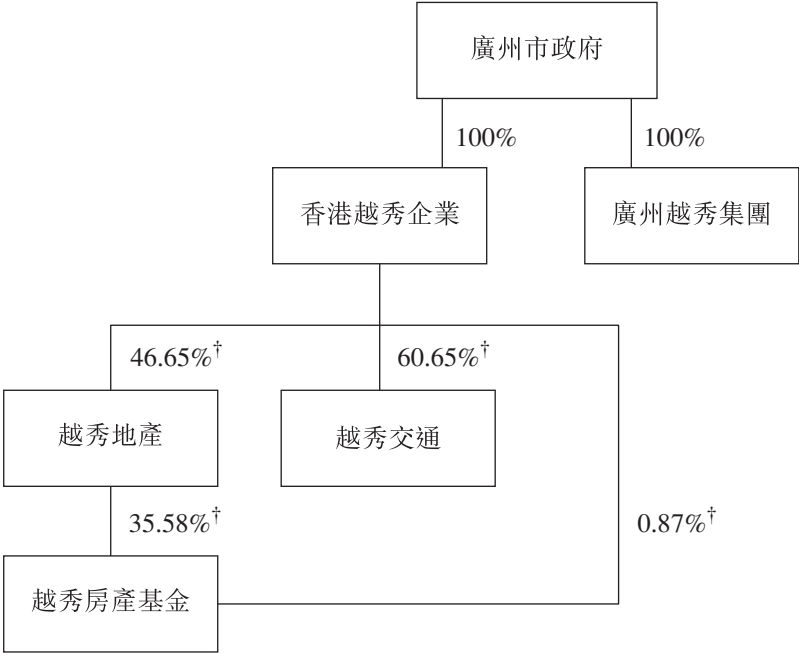 廣州市政府
100%
100%
香港越秀企業
廣州越秀集團
46.65%†
60.65%†
越秀地產
越秀交通
35.58%†
0.87%†
越秀房產基金